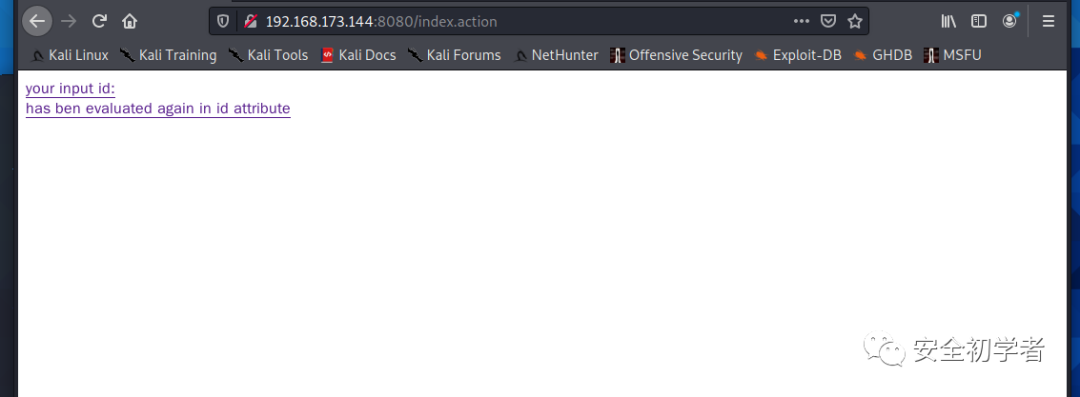 192.168.173.144:8080/index.action
Kali Linux Kali Training Kali Tools Kali Docs Kali Forums NetHunter Offensive Security Exploit-DB GHDB MSFU
your input id:
has ben evaluated again in id attribute
安全初学者